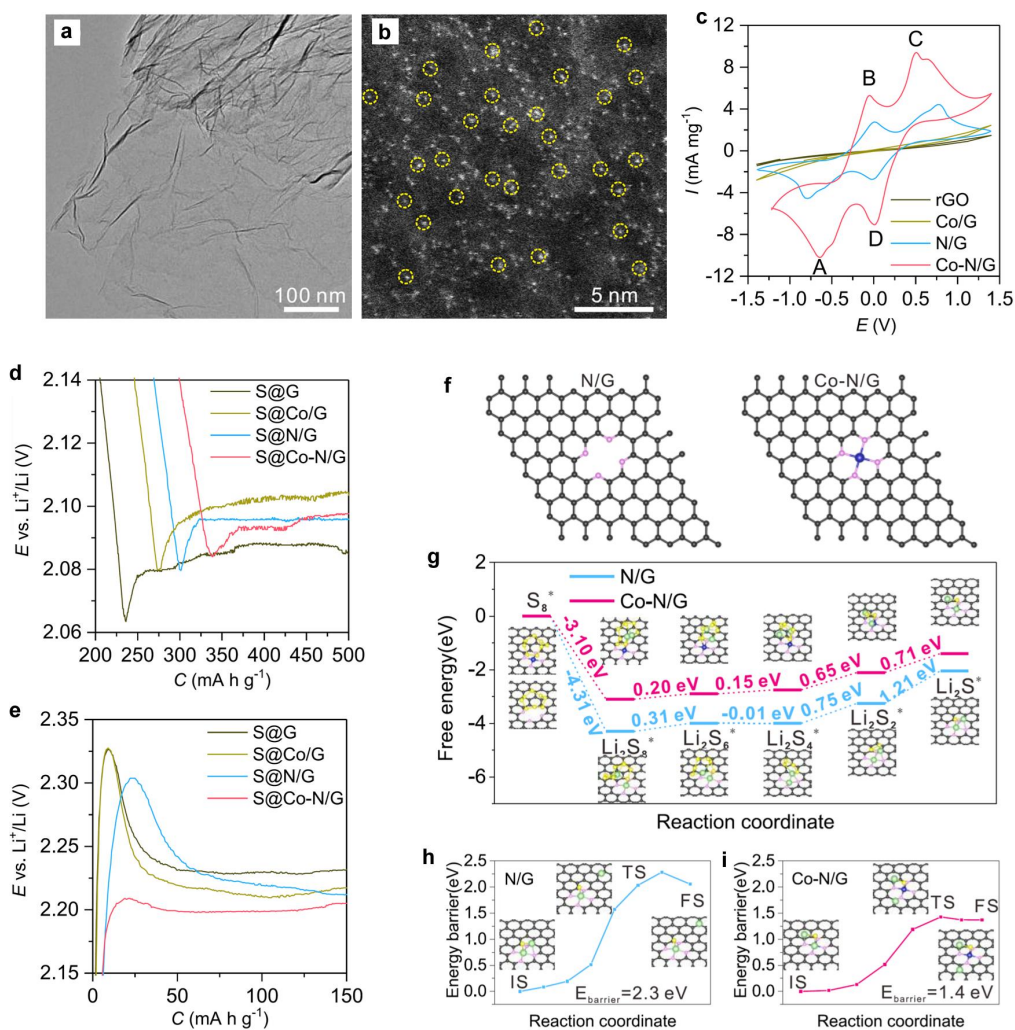 a
100 nm
b
5 nm
c
12
8
4
0
-4
-8
-12
I (mA mg⁻¹)
A
B
C
D
rGO
Co/G
N/G
Co-N/G
-1.5 -1.0 -0.5 0.0 0.5 1.0 1.5
E (V)
d
2.14
2.12
2.10
2.08
2.06
E vs. Li⁺/Li (V)
S@G
S@Co/G
S@N/G
S@Co-N/G
200 250 300 350 400 450 500
C (mA h g⁻¹)
e
2.35
2.30
2.25
2.20
2.15
E vs. Li⁺/Li (V)
S@G
S@Co/G
S@N/G
S@Co-N/G
0 50 100 150
C (mA h g⁻¹)
f
N/G
Co-N/G
g
2
0
-2
-4
-6
Free energy(eV)
N/G
Co-N/G
S₈*
-3.10 eV
0.20 eV
0.15 eV
0.65 eV
0.71 eV
-4.31 eV
0.31 eV
-0.01 eV
0.75 eV
1.21 eV
Li₂S₈*
Li₂S₆*
Li₂S₄*
Li₂S₂*
Li₂S*
Reaction coordinate
h
2.5
2.0
1.5
1.0
0.5
0.0
Energy barrier(eV)
N/G
TS
FS
IS
E barrier=2.3 eV
Reaction coordinate
i
2.5
2.0
1.5
1.0
0.5
0.0
Energy barrier(eV)
Co-N/G
TS
FS
IS
E barrier=1.4 eV
Reaction coordinate